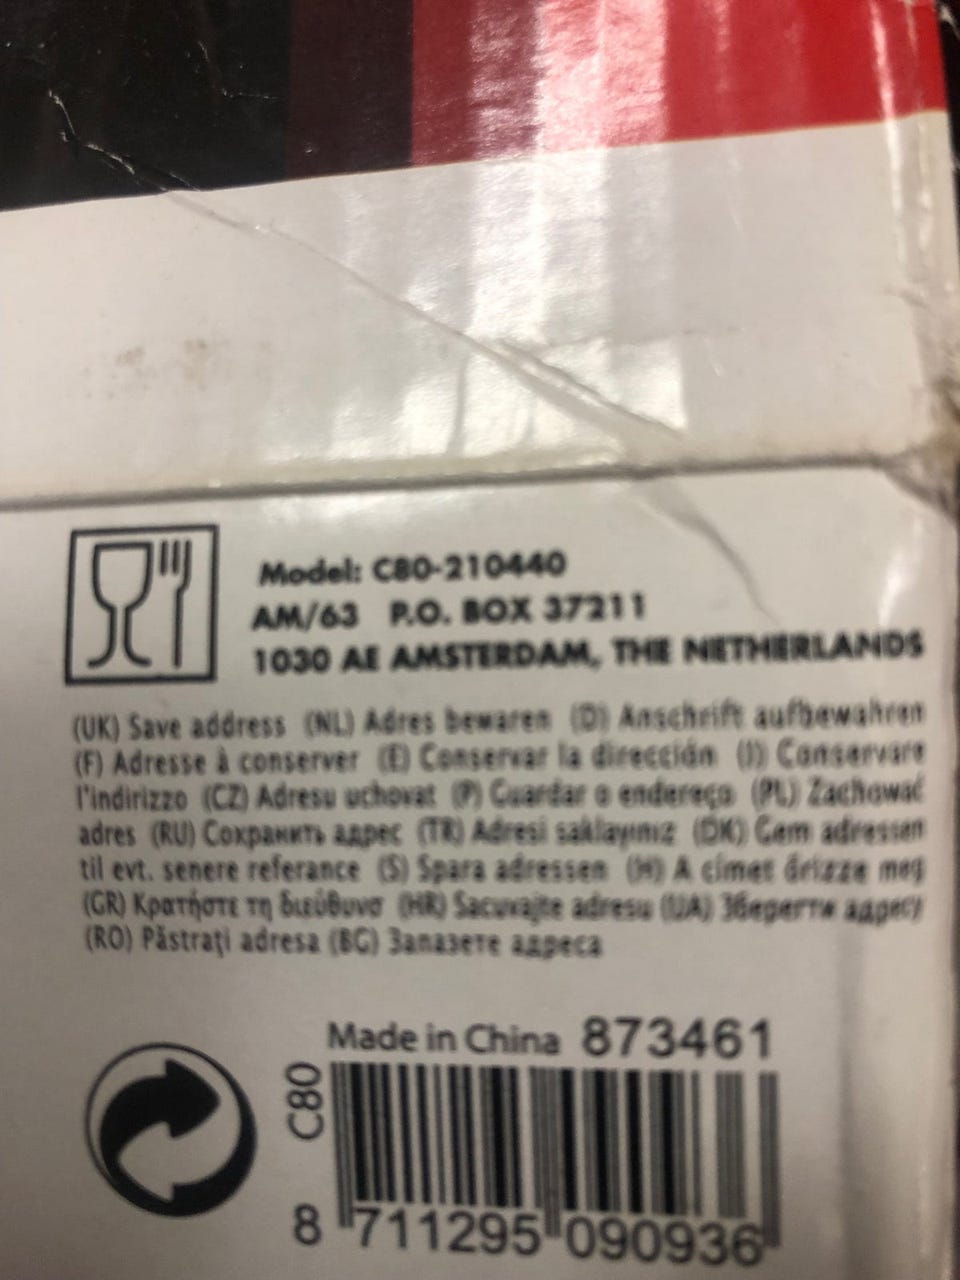 Model: C80-210440
AM/63 P.O. BOX 37211
1030 AE AMSTERDAM, THE NETHERLANDS
(UK) Save address (NL) Adres bewaren (D) Anschrift aufbewahren
(F) Adresse à conserver (E) Conservar la dirección (I) Conservare
l'indirizzo (CZ) Adresu uchovat (P) Guardar o endereço (PL) Zachować
adres (RU) Сохранить адрес (TR) Adresi saklayınız (DK) Gem adressen
til evt. senere referance (S) Spara adressen (H) A címet őrizze meg
(GR) Κρατήστε τη διεύθυνσ (HR) Sacuvajte adresu (UA) Зберегти адресу
(RO) Păstraţi adresa (BG) Запазете адреса
Made in China 873461
C80
8 711295 090936